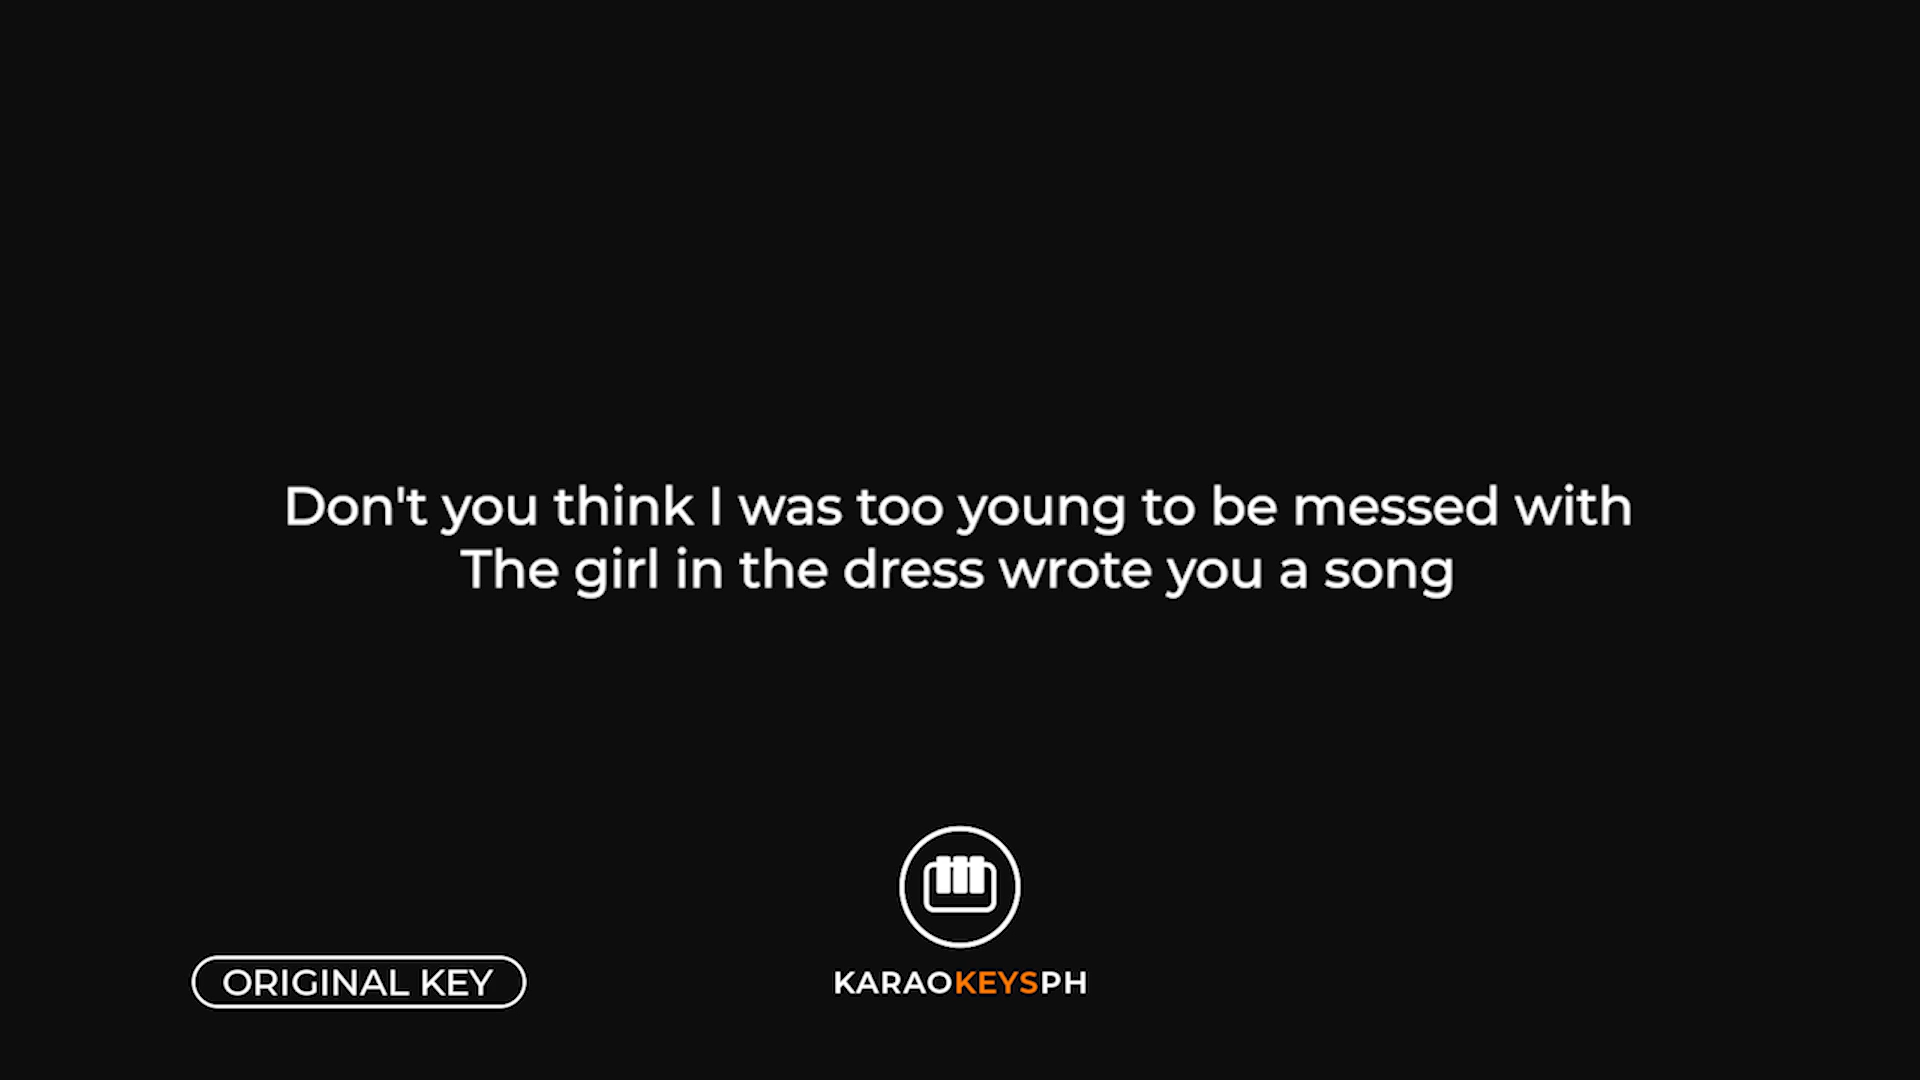 Don't you think I was too young to be messed with
The girl in the dress wrote you a song
ORIGINAL KEY
KARAOKEYSPH